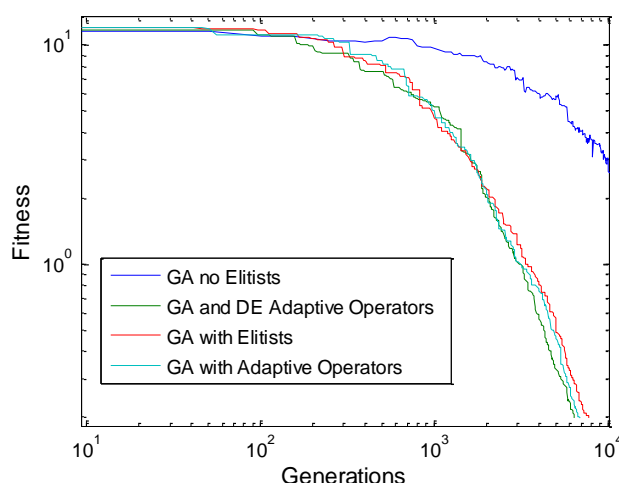 10^1
10^0
Fitness
GA no Elitists
GA and DE Adaptive Operators
GA with Elitists
GA with Adaptive Operators
10^1 10^2 10^3 10^4
Generations